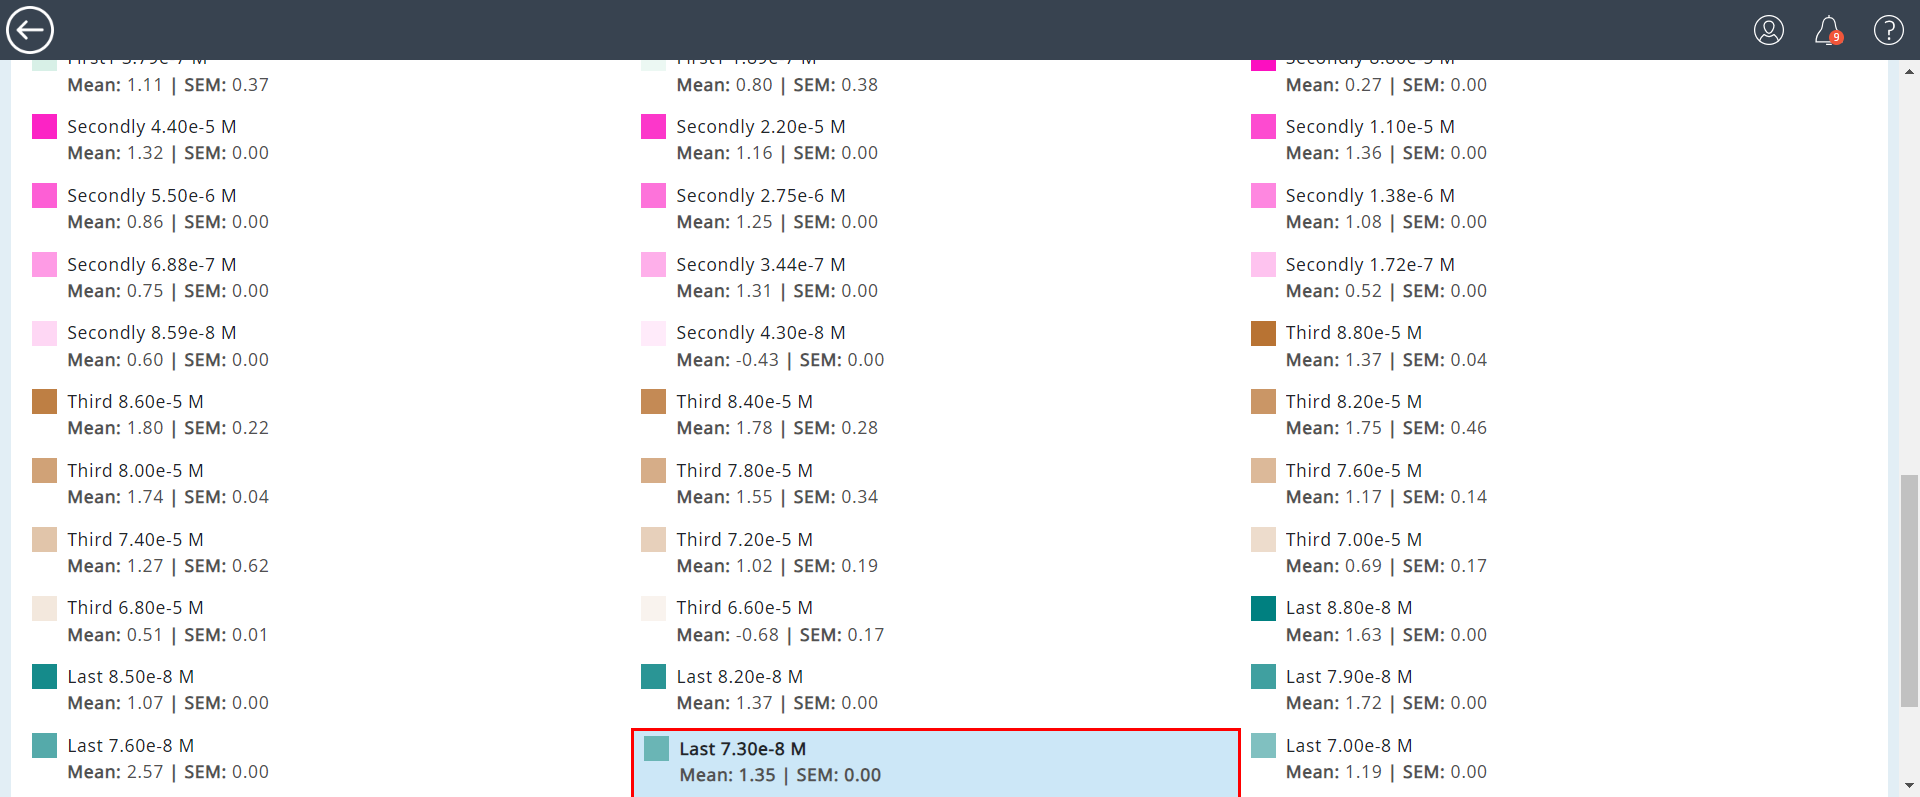 9
?
Mean: 1.11 | SEM: 0.37
Mean: 0.80 | SEM: 0.38
Mean: 0.27 | SEM: 0.00
Secondly 4.40e-5 M
Mean: 1.32 | SEM: 0.00
Secondly 2.20e-5 M
Mean: 1.16 | SEM: 0.00
Secondly 1.10e-5 M
Mean: 1.36 | SEM: 0.00
Secondly 5.50e-6 M
Mean: 0.86 | SEM: 0.00
Secondly 2.75e-6 M
Mean: 1.25 | SEM: 0.00
Secondly 1.38e-6 M
Mean: 1.08 | SEM: 0.00
Secondly 6.88e-7 M
Mean: 0.75 | SEM: 0.00
Secondly 3.44e-7 M
Mean: 1.31 | SEM: 0.00
Secondly 1.72e-7 M
Mean: 0.52 | SEM: 0.00
Secondly 8.59e-8 M
Mean: 0.60 | SEM: 0.00
Secondly 4.30e-8 M
Mean: -0.43 | SEM: 0.00
Third 8.80e-5 M
Mean: 1.37 | SEM: 0.04
Third 8.60e-5 M
Mean: 1.80 | SEM: 0.22
Third 8.40e-5 M
Mean: 1.78 | SEM: 0.28
Third 8.20e-5 M
Mean: 1.75 | SEM: 0.46
Third 8.00e-5 M
Mean: 1.74 | SEM: 0.04
Third 7.80e-5 M
Mean: 1.55 | SEM: 0.34
Third 7.60e-5 M
Mean: 1.17 | SEM: 0.14
Third 7.40e-5 M
Mean: 1.27 | SEM: 0.62
Third 7.20e-5 M
Mean: 1.02 | SEM: 0.19
Third 7.00e-5 M
Mean: 0.69 | SEM: 0.17
Third 6.80e-5 M
Mean: 0.51 | SEM: 0.01
Third 6.60e-5 M
Mean: -0.68 | SEM: 0.17
Last 8.80e-8 M
Mean: 1.63 | SEM: 0.00
Last 8.50e-8 M
Mean: 1.07 | SEM: 0.00
Last 8.20e-8 M
Mean: 1.37 | SEM: 0.00
Last 7.90e-8 M
Mean: 1.72 | SEM: 0.00
Last 7.60e-8 M
Mean: 2.57 | SEM: 0.00
Last 7.30e-8 M
Mean: 1.35 | SEM: 0.00
Last 7.00e-8 M
Mean: 1.19 | SEM: 0.00